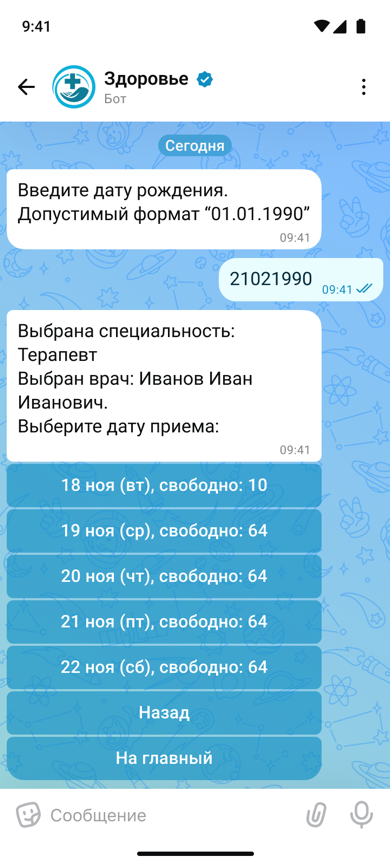 9:41
Здоровье
Бот
Сегодня
Введите дату рождения.
Допустимый формат “01.01.1990”
09:41
21021990
09:41
Выбрана специальность:
Терапевт
Выбран врач: Иванов Иван
Иванович.
Выберите дату приема:
09:41
18 ноя (вт), свободно: 10
19 ноя (ср), свободно: 64
20 ноя (чт), свободно: 64
21 ноя (пт), свободно: 64
22 ноя (сб), свободно: 64
Назад
На главный
Сообщение